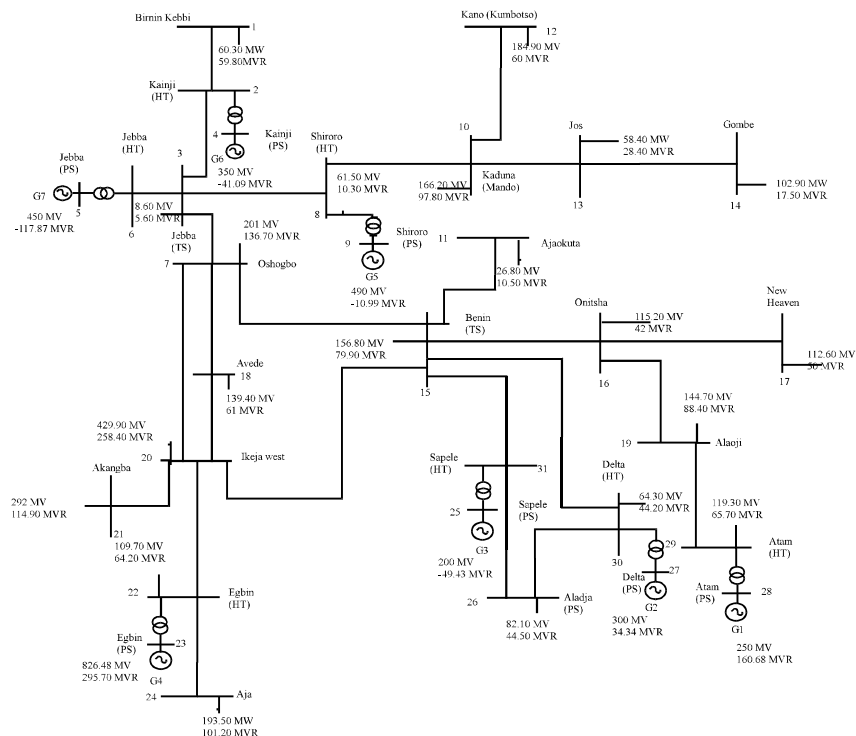 Birnin Kebbi
1
60.30 MW
59.80MVR
Kainji
(HT)
2
4
Kainji
(PS)
G6
350 MV
-41.09 MVR
Kano (Kumbotso)
12
184.90 MV
60 MVR
10
Kaduna
(Mando)
166.20 MV
97.80 MVR
Jos
58.40 MW
28.40 MVR
13
Gombe
102.90 MW
17.50 MVR
14
Jebba
(PS)
G7
5
450 MV
-117.87 MVR
Jebba
(HT)
6
3
8.60 MV
5.60 MVR
Jebba
(TS)
Shiroro
(HT)
61.50 MV
10.30 MVR
8
9
Shiroro
(PS)
G5
490 MV
-10.99 MVR
201 MV
136.70 MVR
7
Oshogbo
11
Ajaokuta
26.80 MV
10.50 MVR
Benin
(TS)
156.80 MV
79.90 MVR
15
Onitsha
115.20 MV
42 MVR
16
New
Heaven
112.60 MV
50 MVR
17
Avede
18
139.40 MV
61 MVR
429.90 MV
258.40 MVR
20
Ikeja west
Akangba
292 MV
114.90 MVR
21
109.70 MV
64.20 MVR
144.70 MV
88.40 MVR
19
Alaoji
Sapele
(HT)
31
25
Sapele
(PS)
G3
200 MV
-49.43 MVR
Delta
(HT)
64.30 MV
44.20 MVR
30
29
27
Delta
(PS)
G2
300 MV
34.34 MVR
119.30 MV
65.70 MVR
Atam
(HT)
Atam
(PS)
28
G1
250 MV
160.68 MVR
26
Aladja
(PS)
82.10 MV
44.50 MVR
22
Egbin
(HT)
Egbin
(PS)
23
826.48 MV
295.70 MVR
G4
24
Aja
193.50 MW
101.20 MVR